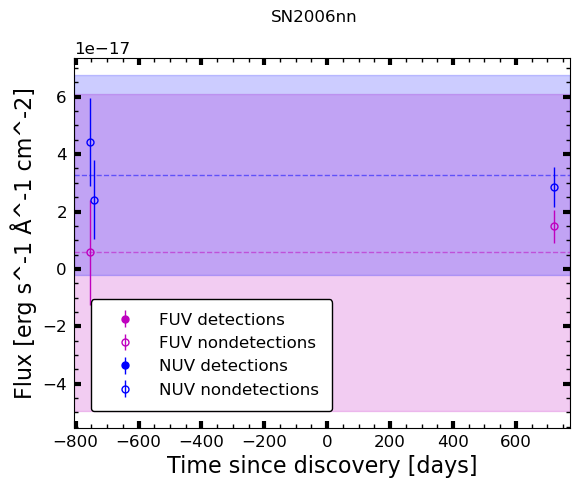 SN2006nn
1e−17
6
4
2
0
−2
−4
Flux [erg s^-1 Å^-1 cm^-2]
FUV detections
FUV nondetections
NUV detections
NUV nondetections
−800 −600 −400 −200 0 200 400 600
Time since discovery [days]